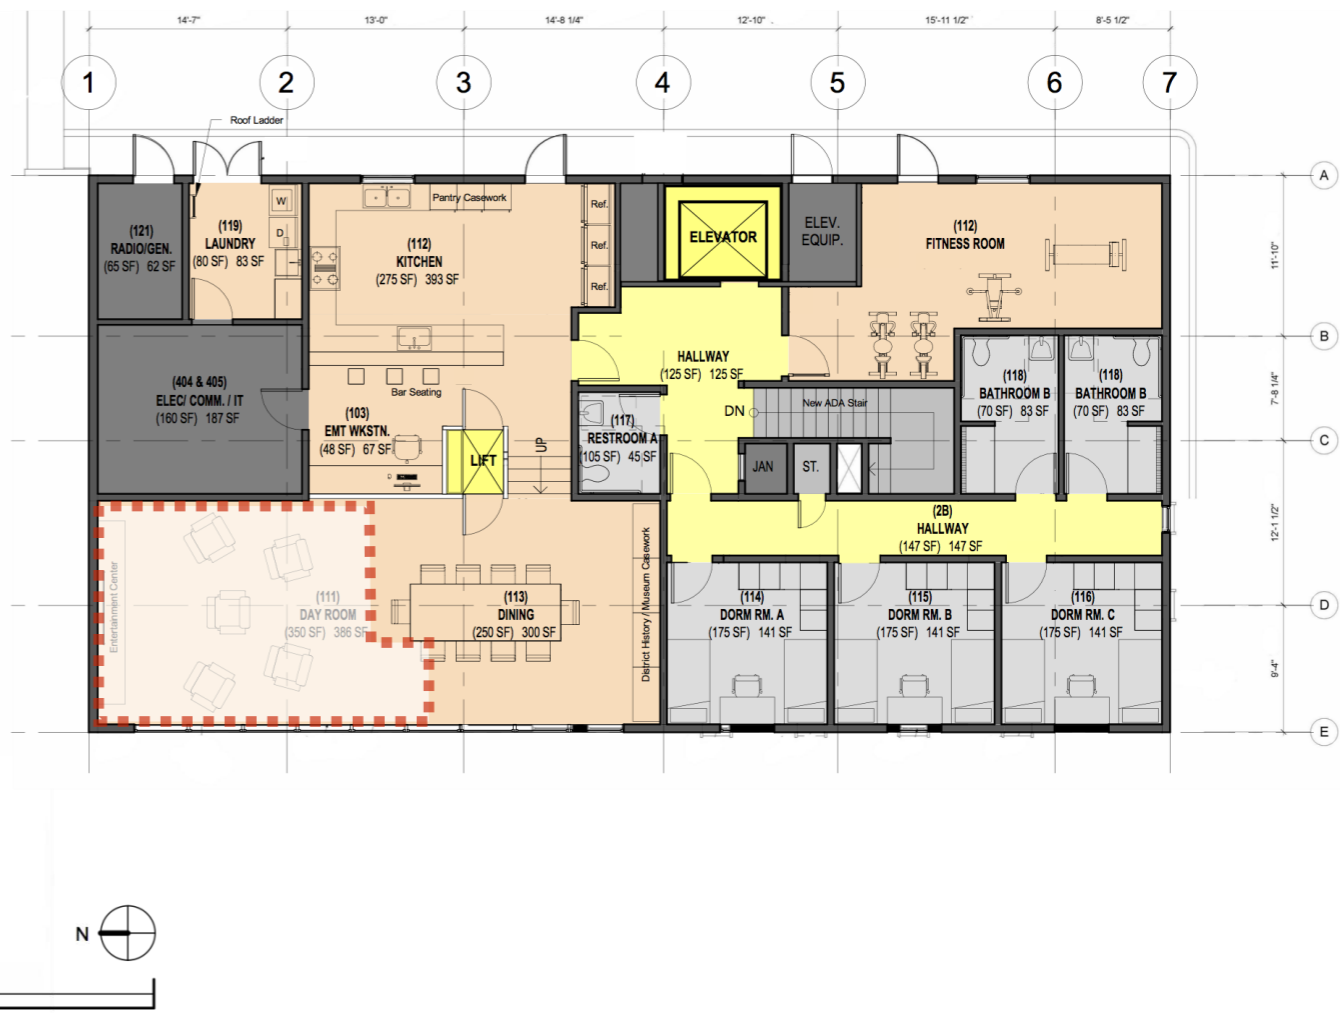 14'-7" 13'-0" 14'-8 1/4" 12'-10" 15'-11 1/2" 8'-5 1/2"
1 2 3 4 5 6 7
Roof Ladder
A
B
C
D
E
11'-10"
7'-8 1/4"
12'-1 1/2"
9'-4"
(121)
RADIO/GEN.
(65 SF) 62 SF
(119)
LAUNDRY
(80 SF) 83 SF
W
D
(112)
KITCHEN
(275 SF) 393 SF
Pantry Casework
Ref.
Ref.
Ref.
ELEVATOR
ELEV.
EQUIP.
(112)
FITNESS ROOM
HALLWAY
(125 SF) 125 SF
(404 & 405)
ELEC/ COMM. / IT
(160 SF) 187 SF
Bar Seating
(103)
EMT WKSTN.
(48 SF) 67 SF
LIFT
UP
(117)
RESTROOM A
(105 SF) 45 SF
DN
New ADA Stair
JAN
ST.
(118)
BATHROOM B
(70 SF) 83 SF
(118)
BATHROOM B
(70 SF) 83 SF
(2B)
HALLWAY
(147 SF) 147 SF
Entertainment Center
(111)
DAY ROOM
(350 SF) 386 SF
(113)
DINING
(250 SF) 300 SF
District History / Museum Casework
(114)
DORM RM. A
(175 SF) 141 SF
(115)
DORM RM. B
(175 SF) 141 SF
(116)
DORM RM. C
(175 SF) 141 SF
N